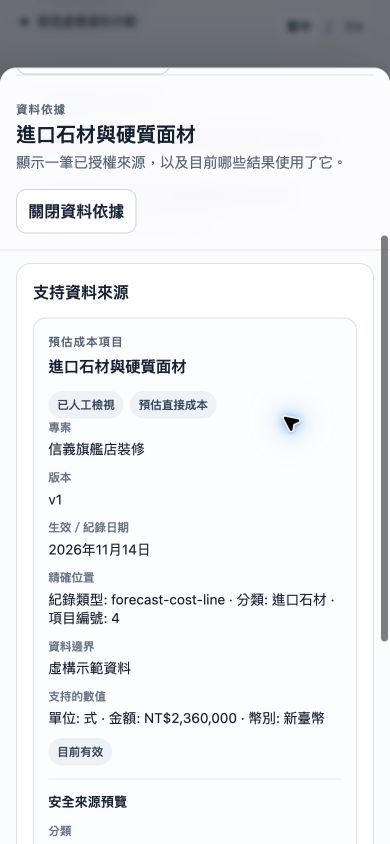 資料依據
進口石材與硬質面材
顯示一筆已授權來源，以及目前哪些結果使用了它。
關閉資料依據
支持資料來源
預估成本項目
進口石材與硬質面材
已人工檢視
預估直接成本
專案
信義旗艦店裝修
版本
v1
生效 / 紀錄日期
2026年11月14日
精確位置
紀錄類型: forecast-cost-line · 分類: 進口石材 ·
項目編號: 4
資料邊界
虛構示範資料
支持的數值
單位: 式 · 金額: NT$2,360,000 · 幣別: 新臺幣
目前有效
安全來源預覽
分類